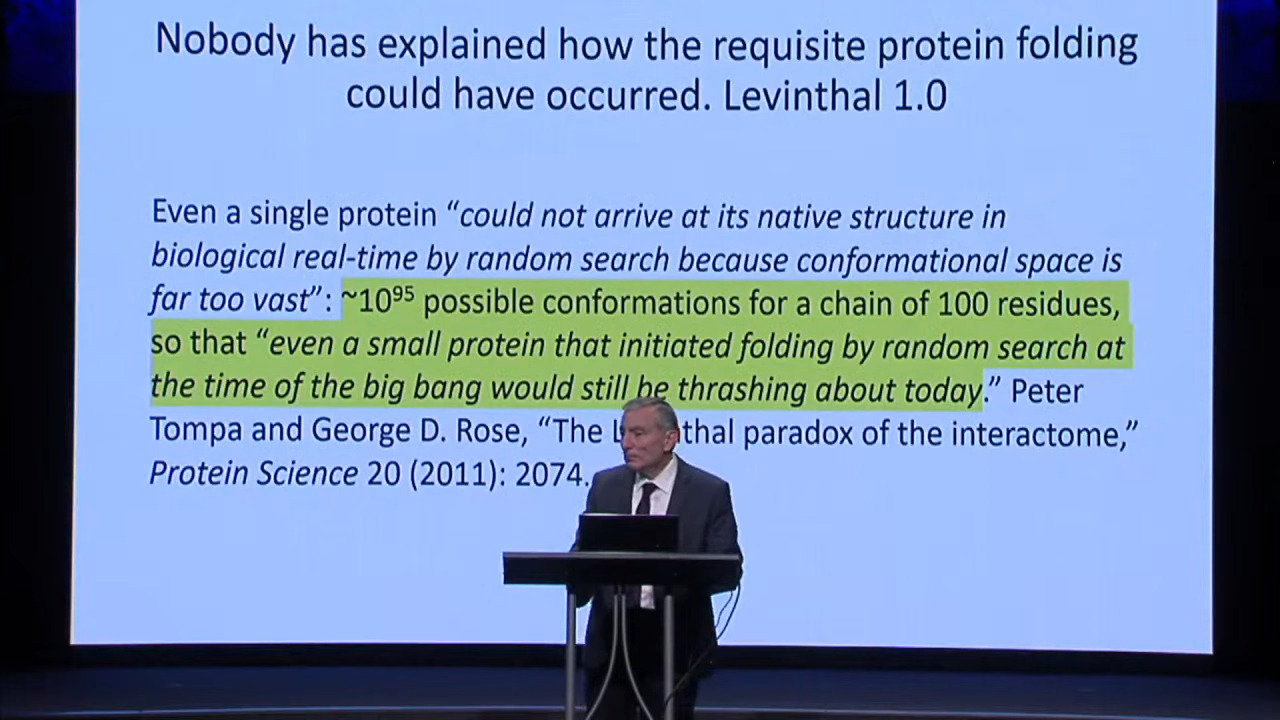 Nobody has explained how the requisite protein folding
could have occurred. Levinthal 1.0
Even a single protein “could not arrive at its native structure in
biological real-time by random search because conformational space is
far too vast”: ~10⁹⁵ possible conformations for a chain of 100 residues,
so that “even a small protein that initiated folding by random search at
the time of the big bang would still be thrashing about today.” Peter
Tompa and George D. Rose, “The L thal paradox of the interactome,”
Protein Science 20 (2011): 2074.